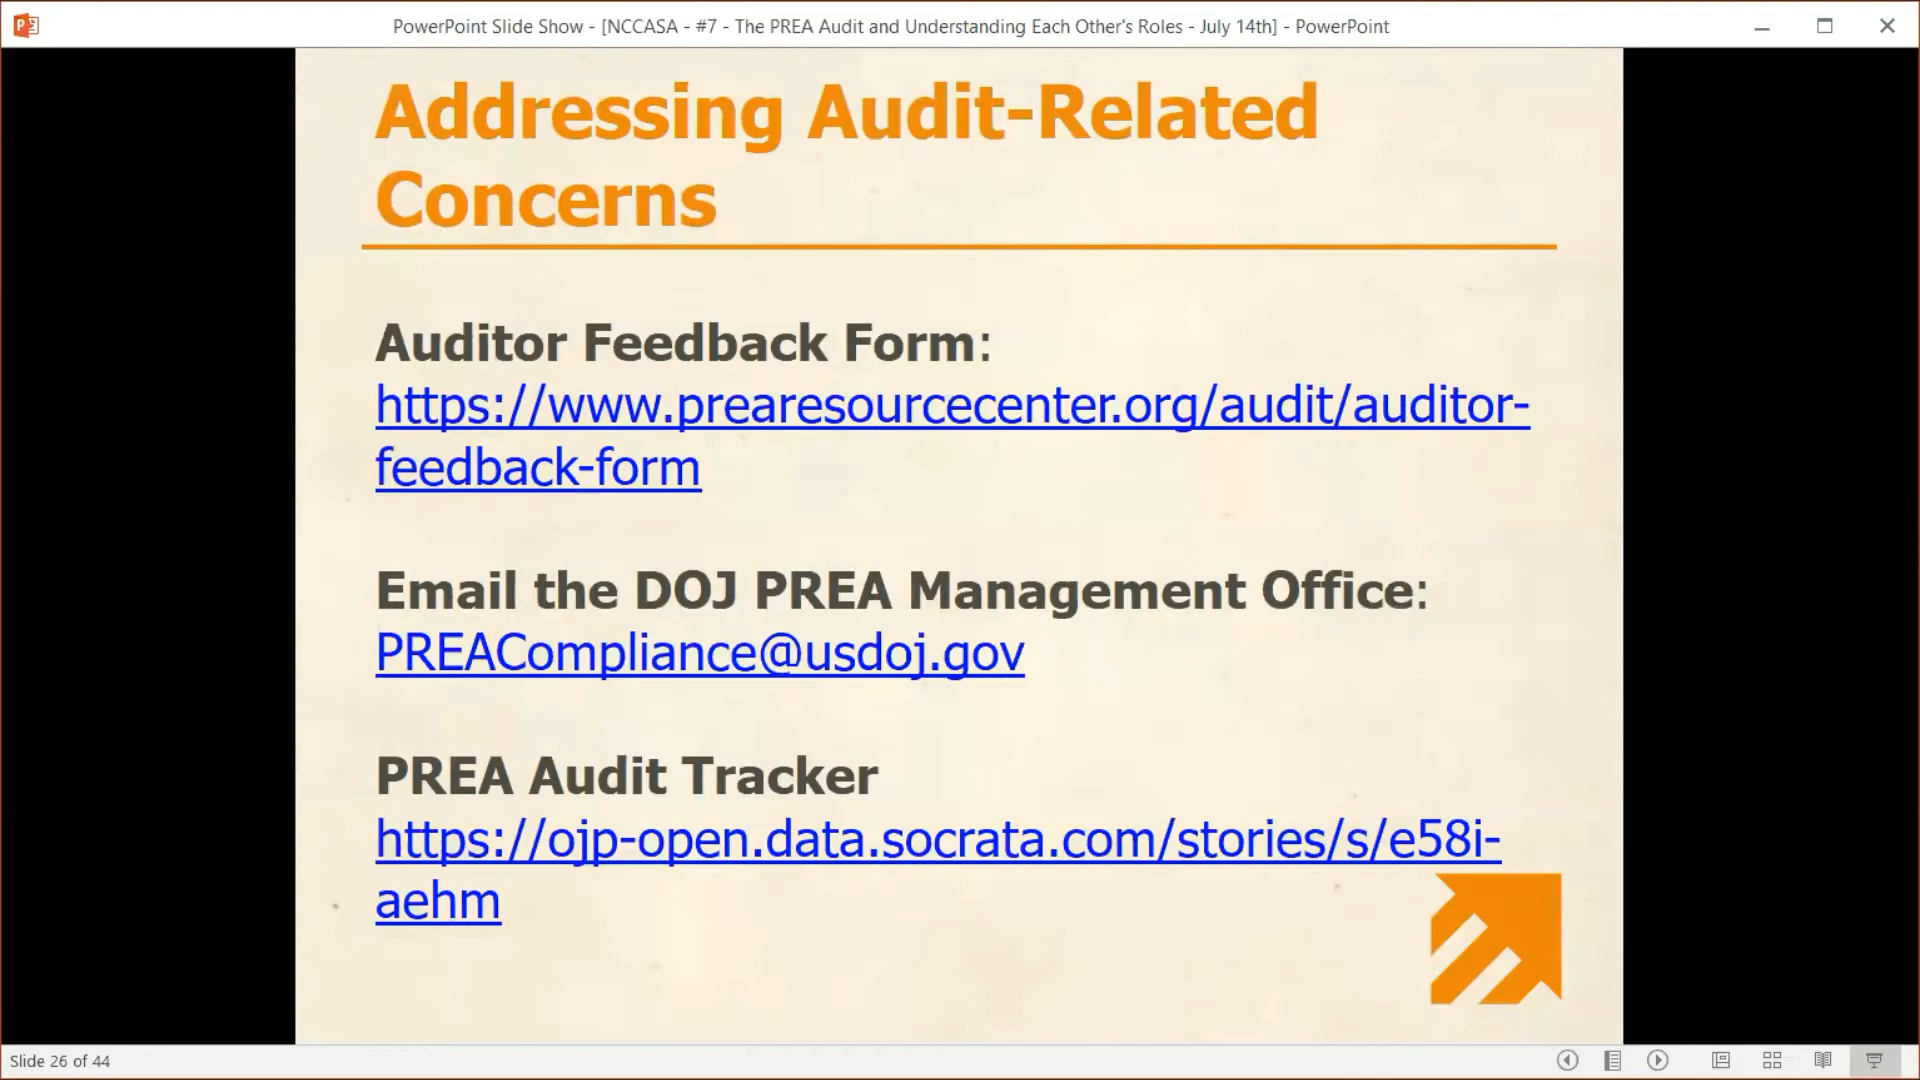 PowerPoint Slide Show - [NCCASA - #7 - The PREA Audit and Understanding Each Other's Roles - July 14th] - PowerPoint
Addressing Audit-Related
Concerns
Auditor Feedback Form:
https://www.prearesourcecenter.org/audit/auditor-
feedback-form
Email the DOJ PREA Management Office:
PREACompliance@usdoj.gov
PREA Audit Tracker
https://ojp-open.data.socrata.com/stories/s/e58i-
aehm
Slide 26 of 44